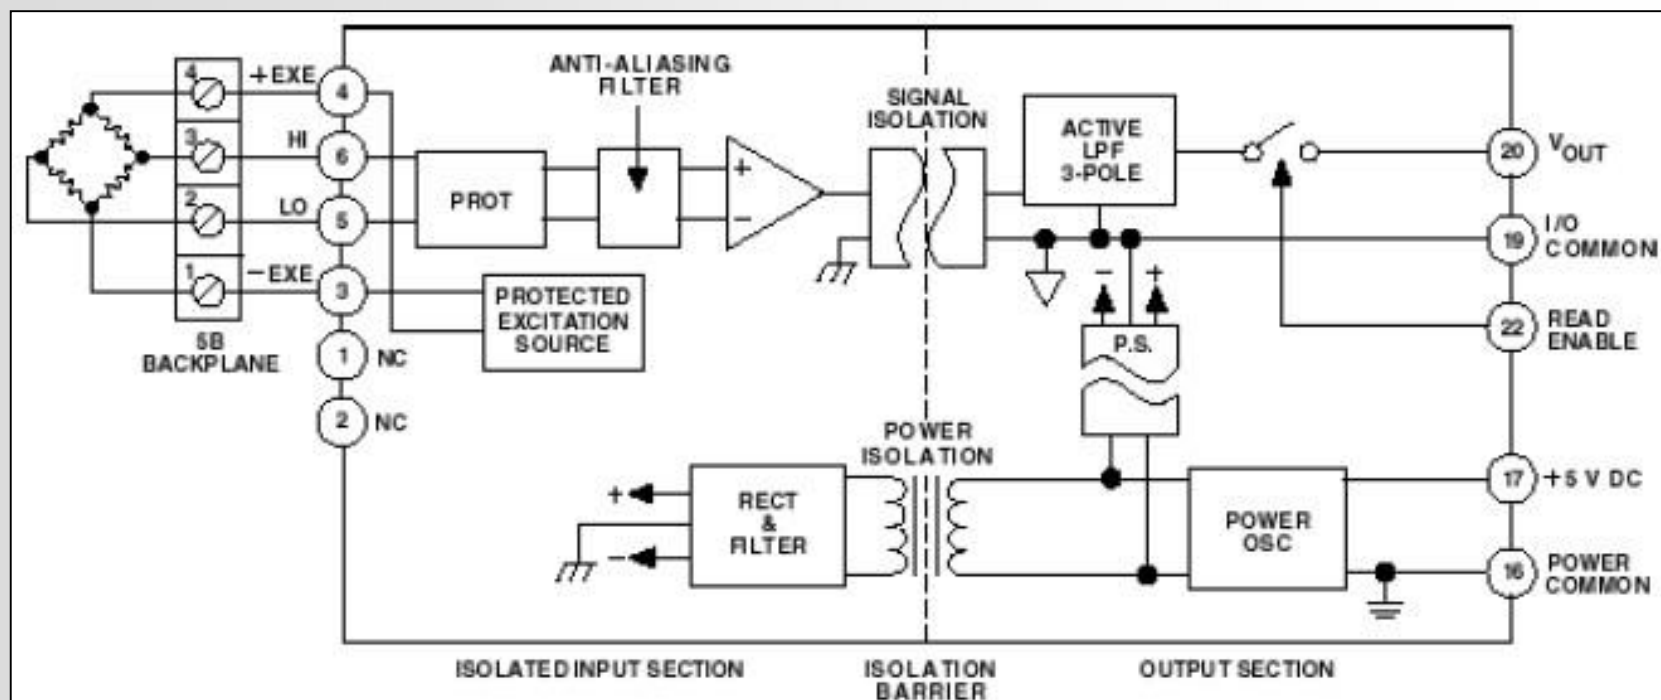 4
+EXE
4
3
HI
6
2
LO
5
1
−EXE
3
5B
BACKPLANE
1
NC
2
NC
ANTI-ALIASING
FILTER
PROT
+
−
PROTECTED
EXCITATION
SOURCE
SIGNAL
ISOLATION
ACTIVE
LPF
3-POLE
20
VOUT
19
I/O
COMMON
22
READ
ENABLE
−
+
P.S.
POWER
ISOLATION
+
−
RECT
&
FILTER
POWER
OSC
17
+5 V DC
16
POWER
COMMON
ISOLATED INPUT SECTION
ISOLATION
BARRIER
OUTPUT SECTION